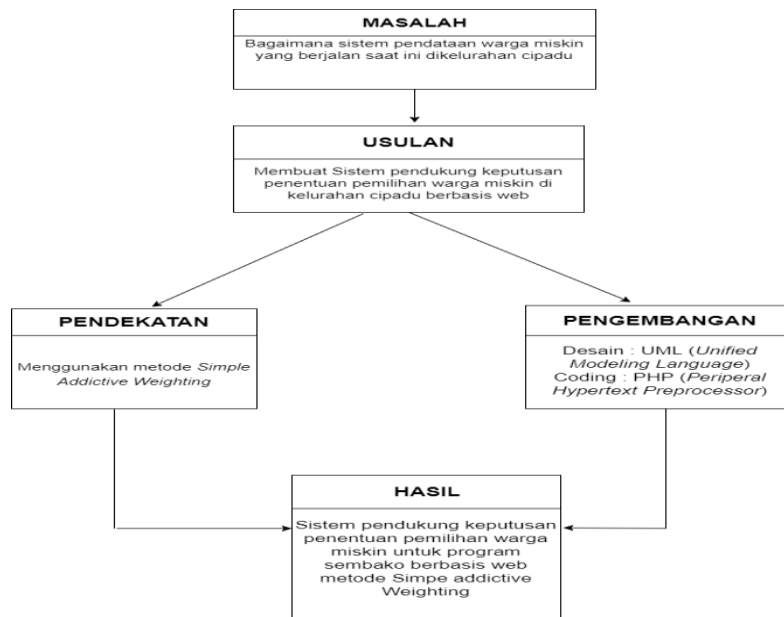 MASALAH
Bagaimana sistem pendataan warga miskin
yang berjalan saat ini dikelurahan cipadu
USULAN
Membuat Sistem pendukung keputusan
penentuan pemilihan warga miskin di
kelurahan cipadu berbasis web
PENDEKATAN
Menggunakan metode Simple
Addictive Weighting
PENGEMBANGAN
Desain : UML (Unified
Modeling Language)
Coding : PHP (Periperal
Hypertext Preprocessor)
HASIL
Sistem pendukung keputusan
penentuan pemilihan warga
miskin untuk program
sembako berbasis web
metode Simpe addictive
Weighting